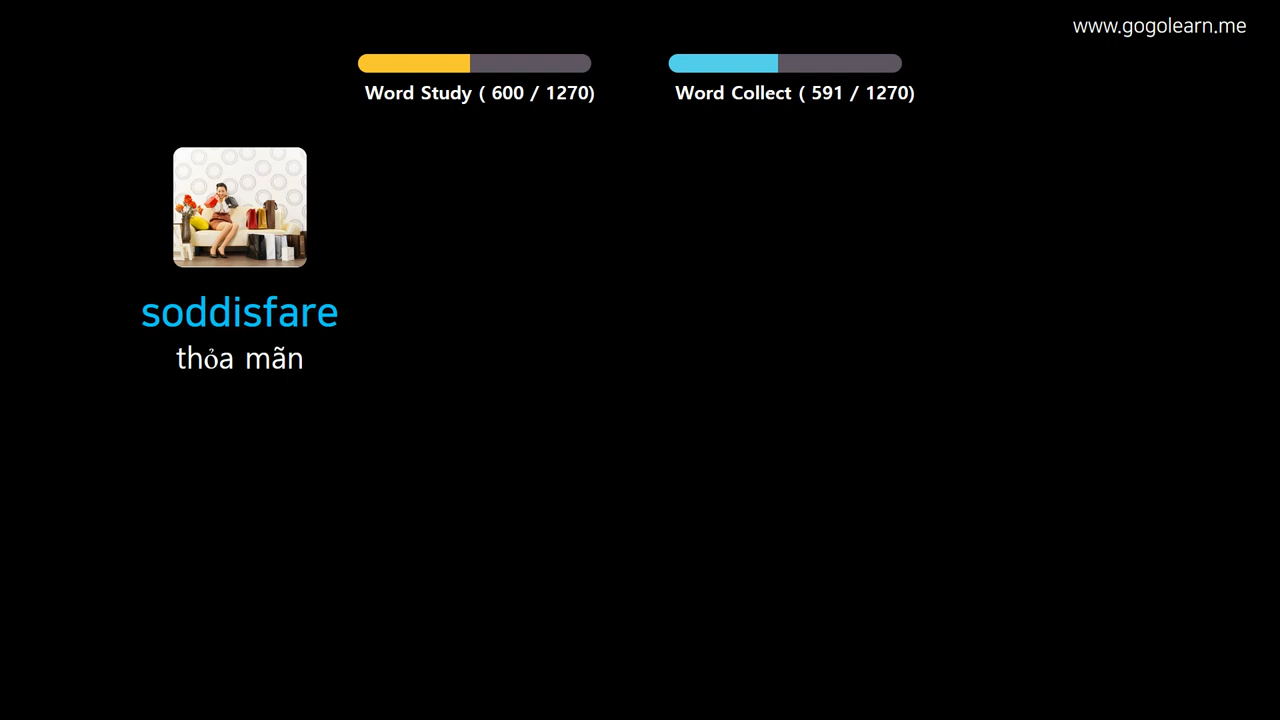 www.gogolearn.me
Word Study ( 600 / 1270)
Word Collect ( 591 / 1270)
soddisfare
thỏa mãn